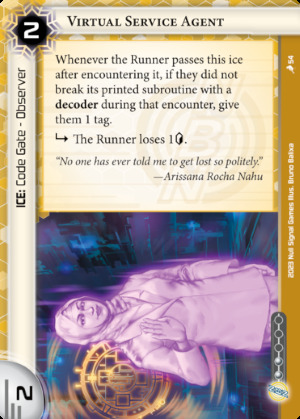 2
VIRTUAL SERVICE AGENT
Whenever the Runner passes this ice
after encountering it, if they did not
break its printed subroutine with a
decoder during that encounter, give
them 1 tag.
↳ The Runner loses 1.
“No one has ever told me to get lost so politely.”
—Arissana Rocha Nahu
ICE: Code Gate - Observer
54
2023 Null Signal Games Illus. Bruno Balixa
2